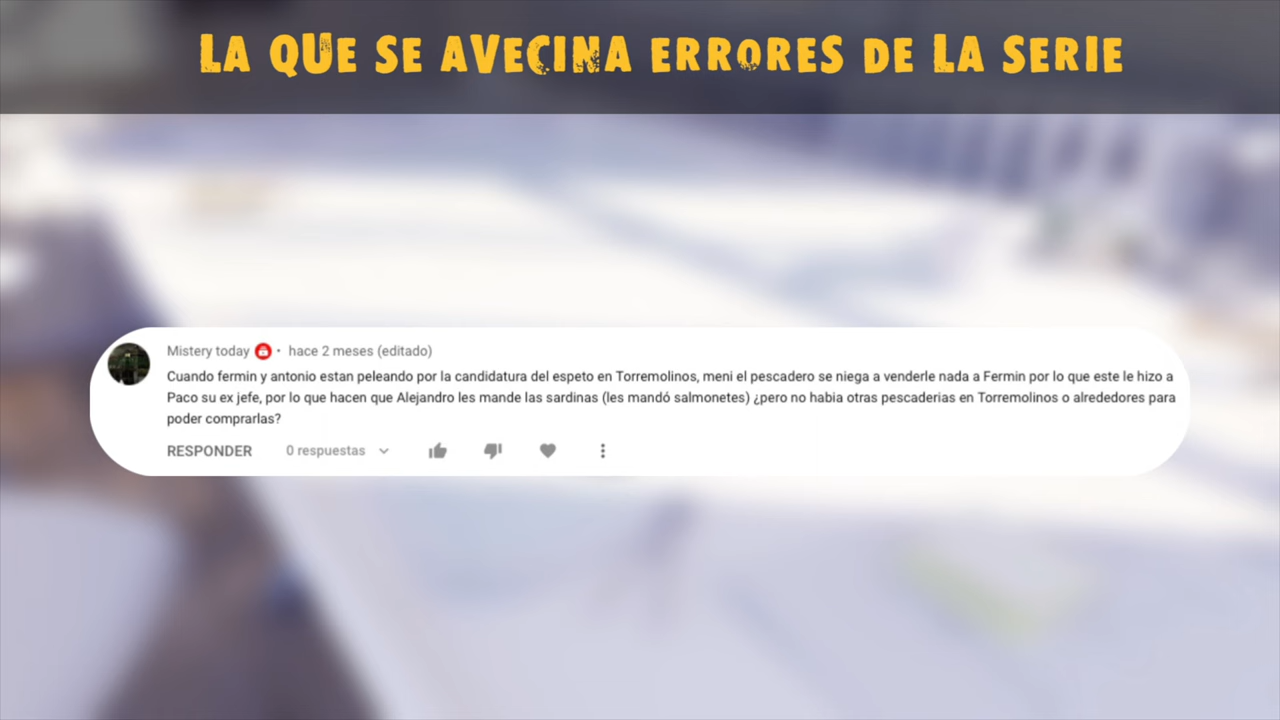 LA QUE SE AVECINA ERRORES DE LA SERIE
Mistery today · hace 2 meses (editado)
Cuando fermin y antonio estan peleando por la candidatura del espeto en Torremolinos, meni el pescadero se niega a venderle nada a Fermin por lo que este le hizo a
Paco su ex jefe, por lo que hacen que Alejandro les mande las sardinas (les mandó salmonetes) ¿pero no habia otras pescaderias en Torremolinos o alrededores para
poder comprarlas?
RESPONDER 0 respuestas